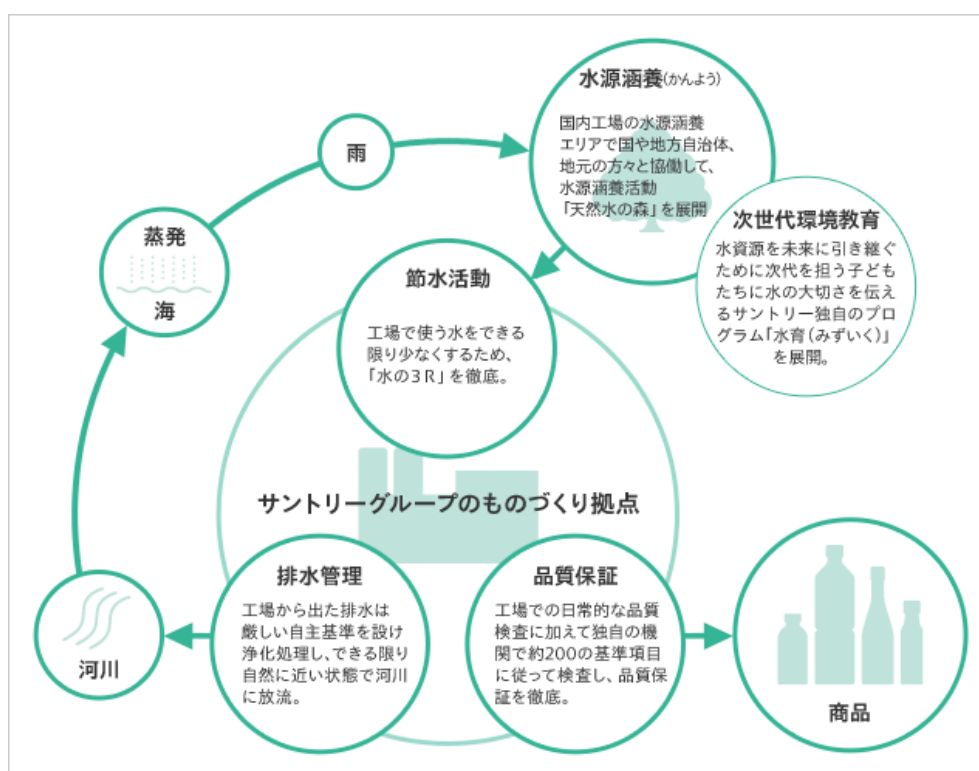 水源涵養(かんよう)
国内工場の水源涵養
エリアで国や地方自治体、
地元の方々と協働して、
水源涵養活動
「天然水の森」を展開
雨
次世代環境教育
水資源を未来に引き継ぐ
ために次代を担う子ども
たちに水の大切さを伝え
るサントリー独自のプロ
グラム「水育(みずいく)」
を展開。
蒸発
海
節水活動
工場で使う水をできる
限り少なくするため、
「水の3R」を徹底。
サントリーグループのものづくり拠点
排水管理
工場から出た排水は
厳しい自主基準を設け
浄化処理し、できる限り
自然に近い状態で河川
に放流。
品質保証
工場での日常的な品質
検査に加えて独自の機
関で約200の基準項目
に従って検査し、品質保
証を徹底。
河川
商品